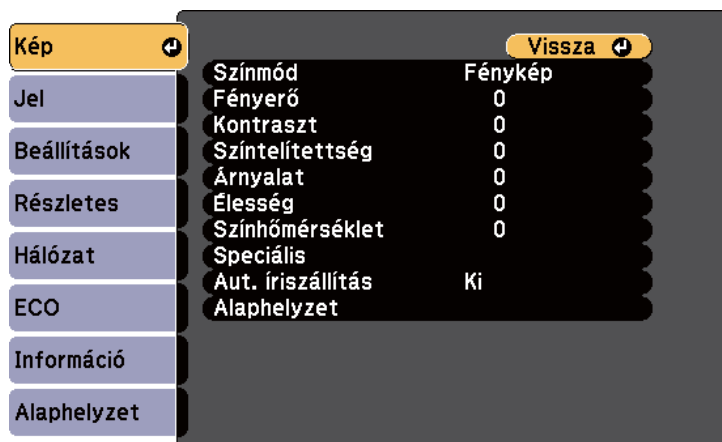 Kép
Jel
Beállítások
Részletes
Hálózat
ECO
Információ
Alaphelyzet
Vissza
Színmód Fénykép
Fényerő 0
Kontraszt 0
Színtelítettség 0
Árnyalat 0
Élesség 0
Színhőmérséklet 0
Speciális
Aut. íriszállítás Ki
Alaphelyzet